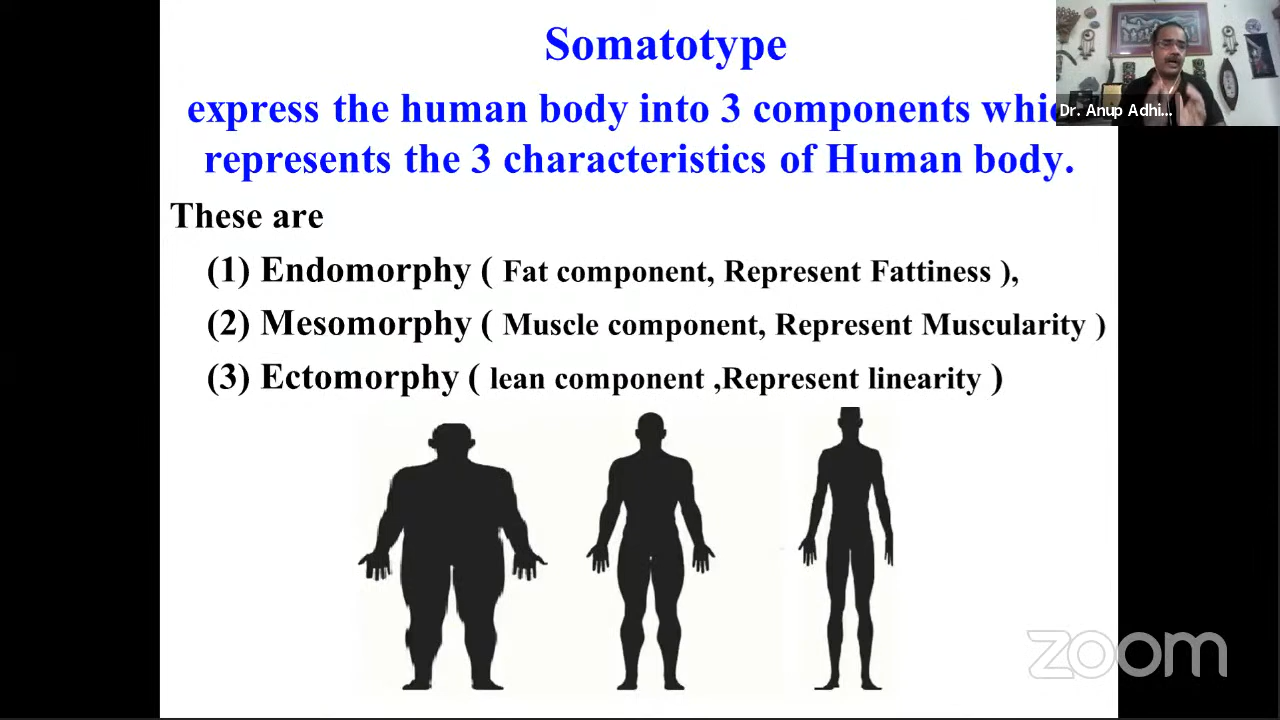 Somatotype
express the human body into 3 components whic
represents the 3 characteristics of Human body.
Dr. Anup Adhi...
These are
(1) Endomorphy ( Fat component, Represent Fattiness ),
(2) Mesomorphy ( Muscle component, Represent Muscularity )
(3) Ectomorphy ( lean component ,Represent linearity )
zoom